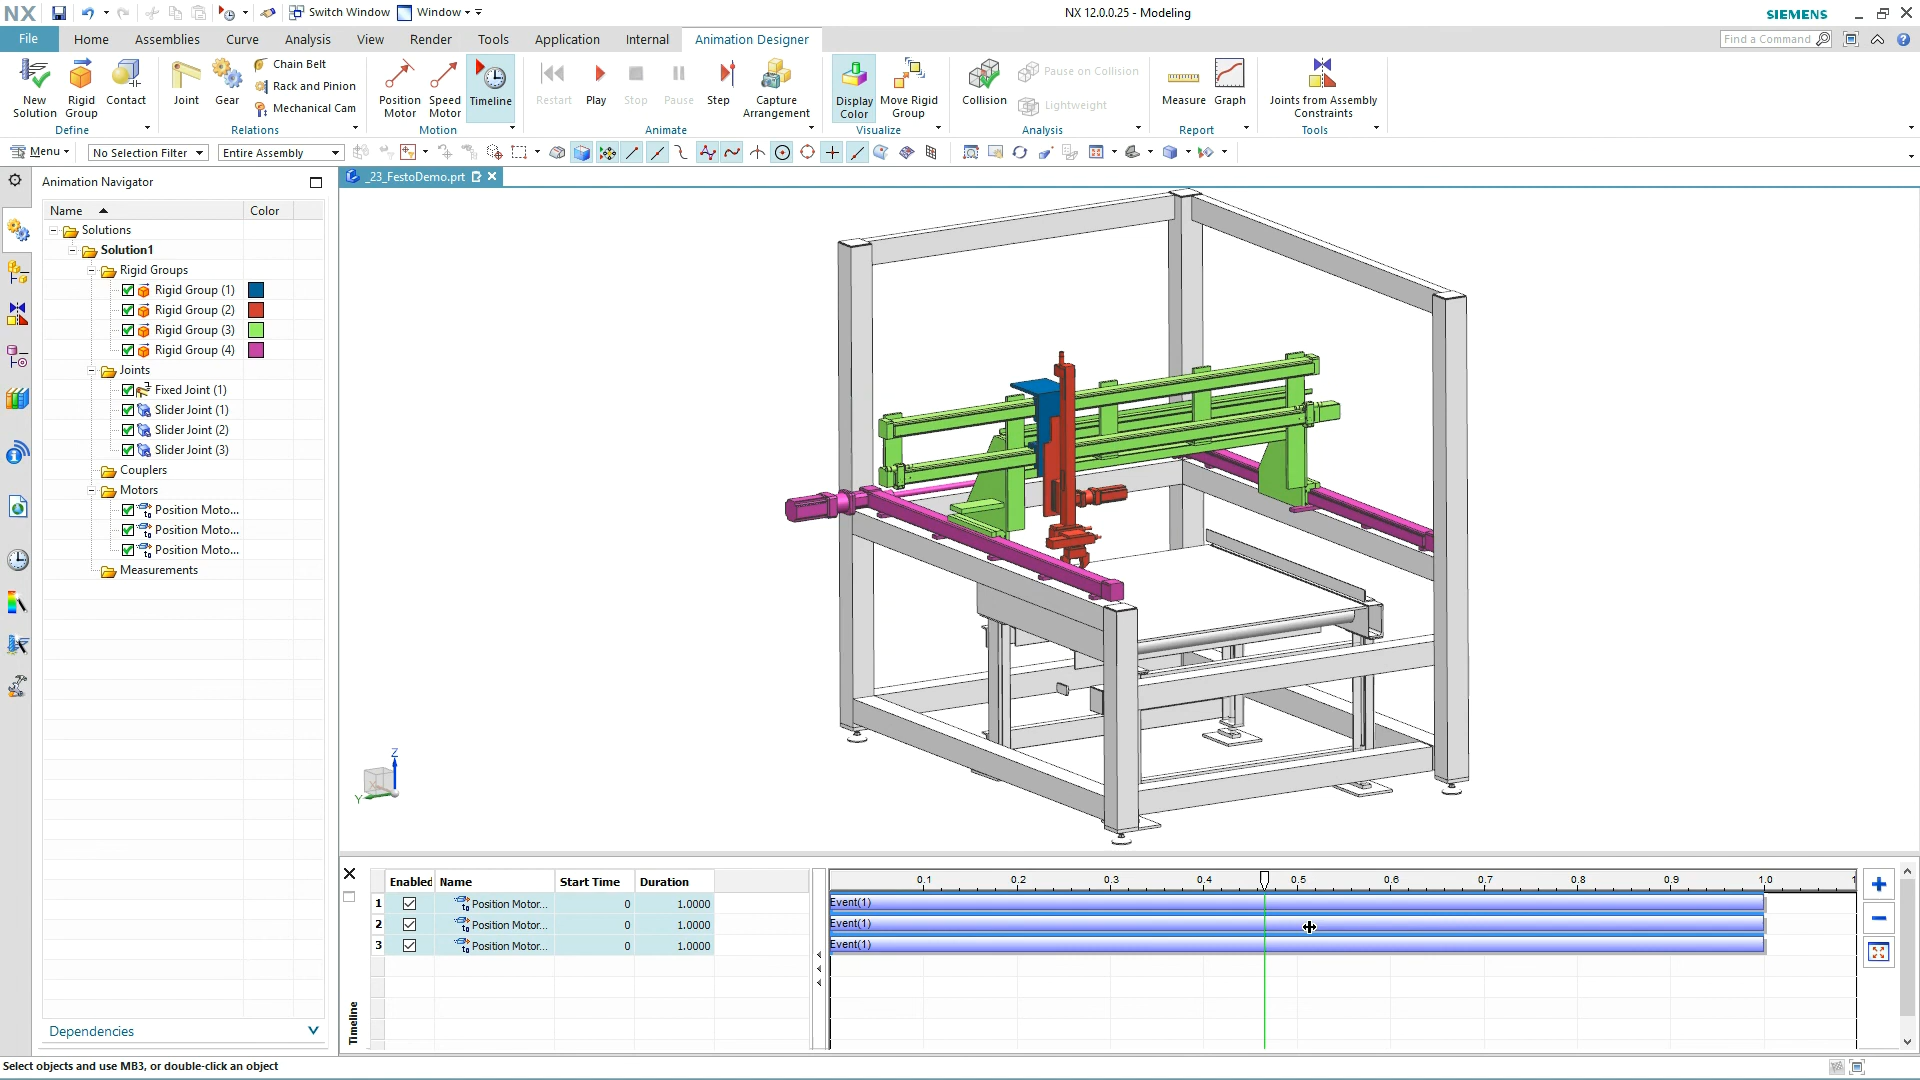 NX
Switch Window
Window
NX 12.0.0.25 - Modeling
SIEMENS
File
Home
Assemblies
Curve
Analysis
View
Render
Tools
Application
Internal
Animation Designer
Find a Command
New Solution
Rigid Group
Contact
Define
Joint
Gear
Chain Belt
Rack and Pinion
Mechanical Cam
Relations
Position Motor
Speed Motor
Timeline
Motion
Restart
Play
Stop
Pause
Step
Capture Arrangement
Animate
Display Color
Move Rigid Group
Visualize
Collision
Pause on Collision
Lightweight
Analysis
Measure
Graph
Report
Joints from Assembly Constraints
Tools
Menu
No Selection Filter
Entire Assembly
Animation Navigator
_23_FestoDemo.prt
Name
Color
Solutions
Solution1
Rigid Groups
Rigid Group (1)
Rigid Group (2)
Rigid Group (3)
Rigid Group (4)
Joints
Fixed Joint (1)
Slider Joint (1)
Slider Joint (2)
Slider Joint (3)
Couplers
Motors
Position Moto...
Position Moto...
Position Moto...
Measurements
Dependencies
Z
Y
Timeline
Enabled Name Start Time Duration
1 Position Motor... 0 1.0000
2 Position Motor... 0 1.0000
3 Position Motor... 0 1.0000
0.1 0.2 0.3 0.4 0.5 0.6 0.7 0.8 0.9 1.0 1
Event(1)
Event(1)
Event(1)
Select objects and use MB3, or double-click an object